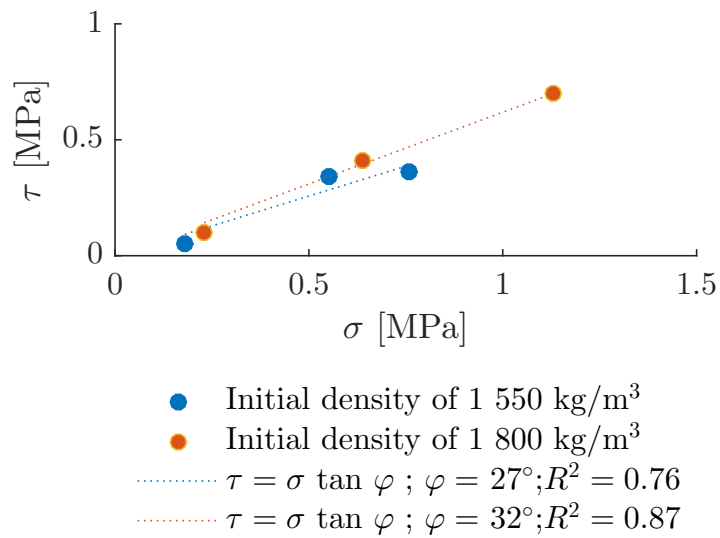 1
0.5
0
τ [MPa]
0 0.5 1 1.5
σ [MPa]
Initial density of 1 550 kg/m³
Initial density of 1 800 kg/m³
τ = σ tan φ ; φ = 27°;R² = 0.76
τ = σ tan φ ; φ = 32°;R² = 0.87